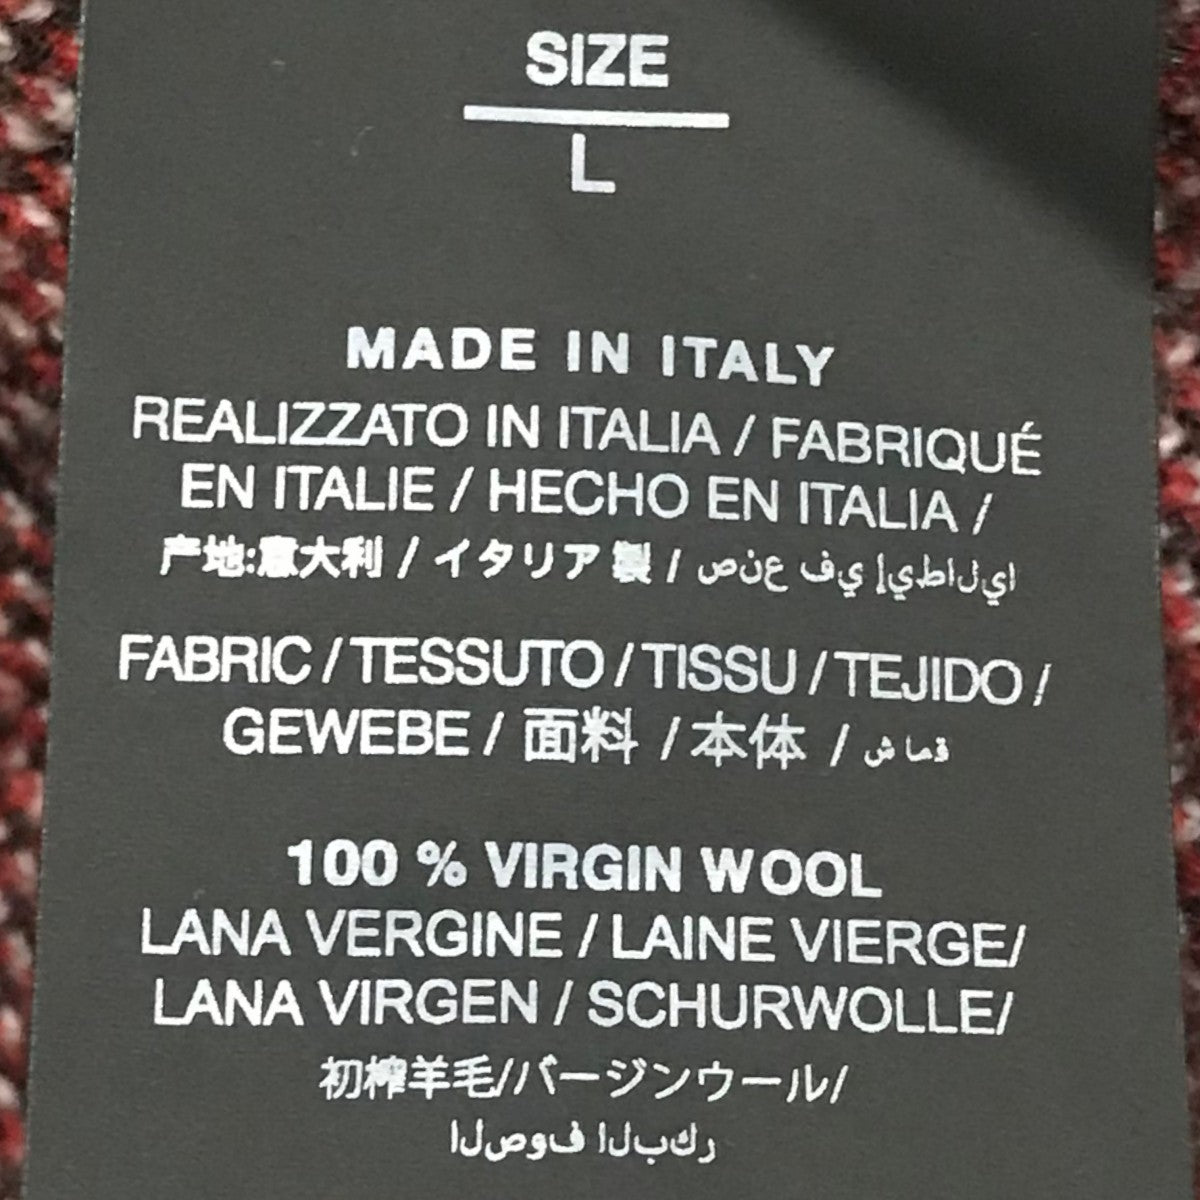 SIZE
L
MADE IN ITALY
REALIZZATO IN ITALIA / FABRIQUÉ
EN ITALIE / HECHO EN ITALIA /
产地:意大利 / イタリア 製 / صنع في إيطاليا
FABRIC / TESSUTO / TISSU / TEJIDO /
GEWEBE / 面料 / 本体 / قماش
100 % VIRGIN WOOL
LANA VERGINE / LAINE VIERGE/
LANA VIRGEN / SCHURWOLLE/
初榨羊毛//バージンウール/
الصوف البكر